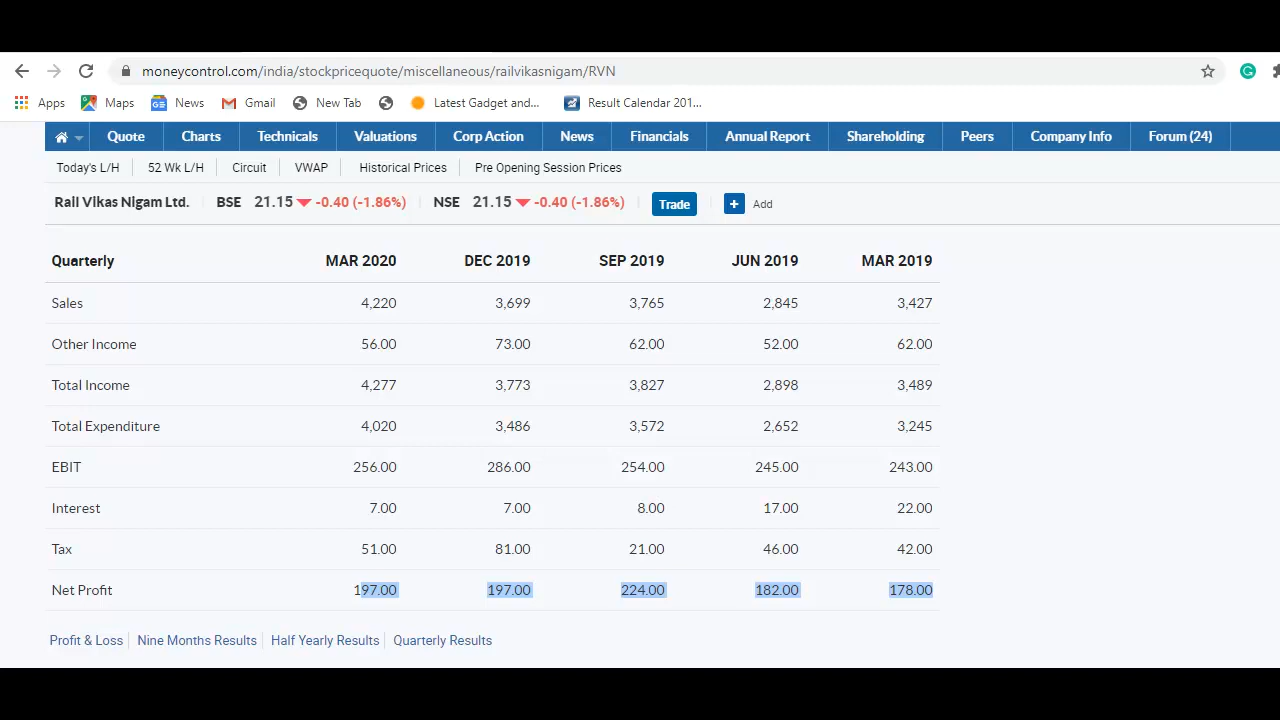 moneycontrol.com/india/stockpricequote/miscellaneous/railvikasnigam/RVN
Apps Maps News Gmail New Tab Latest Gadget and... Result Calendar 201...
Quote Charts Technicals Valuations Corp Action News Financials Annual Report Shareholding Peers Company Info Forum (24)
Today's L/H 52 Wk L/H Circuit VWAP Historical Prices Pre Opening Session Prices
Rail Vikas Nigam Ltd. BSE 21.15 -0.40 (-1.86%) NSE 21.15 -0.40 (-1.86%) Trade + Add
Quarterly MAR 2020 DEC 2019 SEP 2019 JUN 2019 MAR 2019
Sales 4,220 3,699 3,765 2,845 3,427
Other Income 56.00 73.00 62.00 52.00 62.00
Total Income 4,277 3,773 3,827 2,898 3,489
Total Expenditure 4,020 3,486 3,572 2,652 3,245
EBIT 256.00 286.00 254.00 245.00 243.00
Interest 7.00 7.00 8.00 17.00 22.00
Tax 51.00 81.00 21.00 46.00 42.00
Net Profit 197.00 197.00 224.00 182.00 178.00
Profit & Loss Nine Months Results Half Yearly Results Quarterly Results